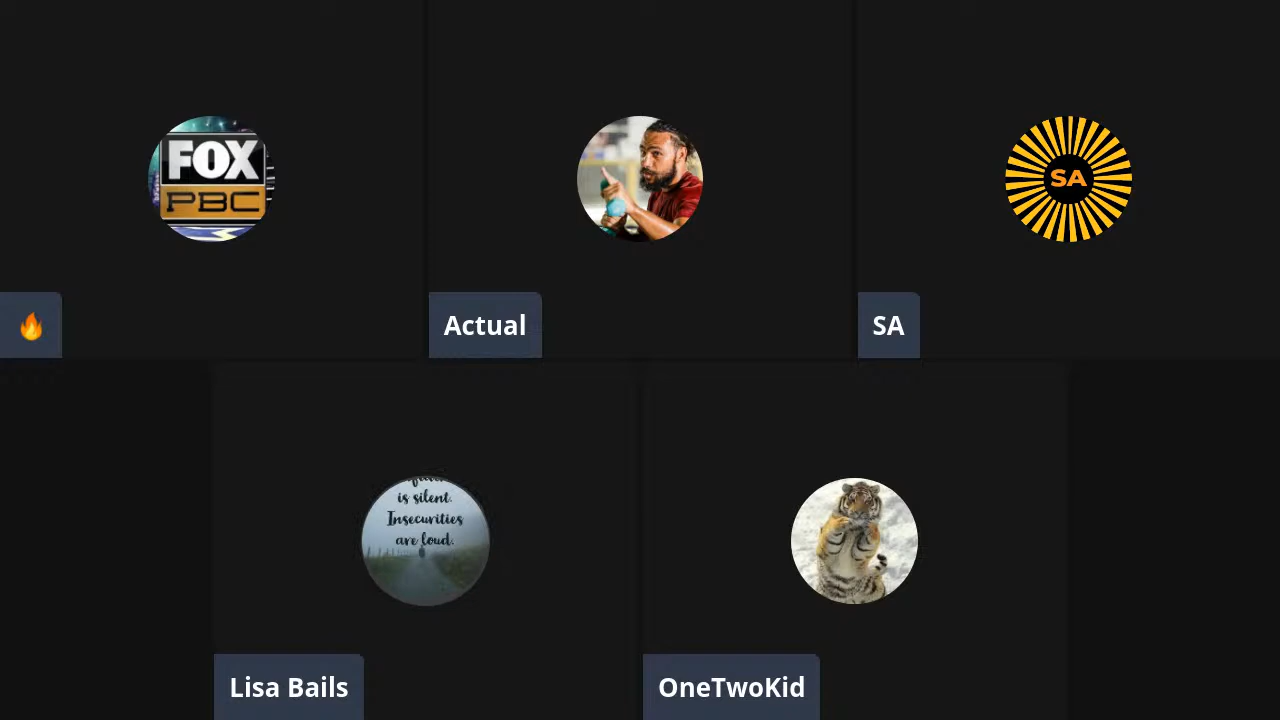 FOX
PBC
SA
🔥
Actual
SA
is silent.
Insecurities
are loud.
Lisa Bails
OneTwoKid